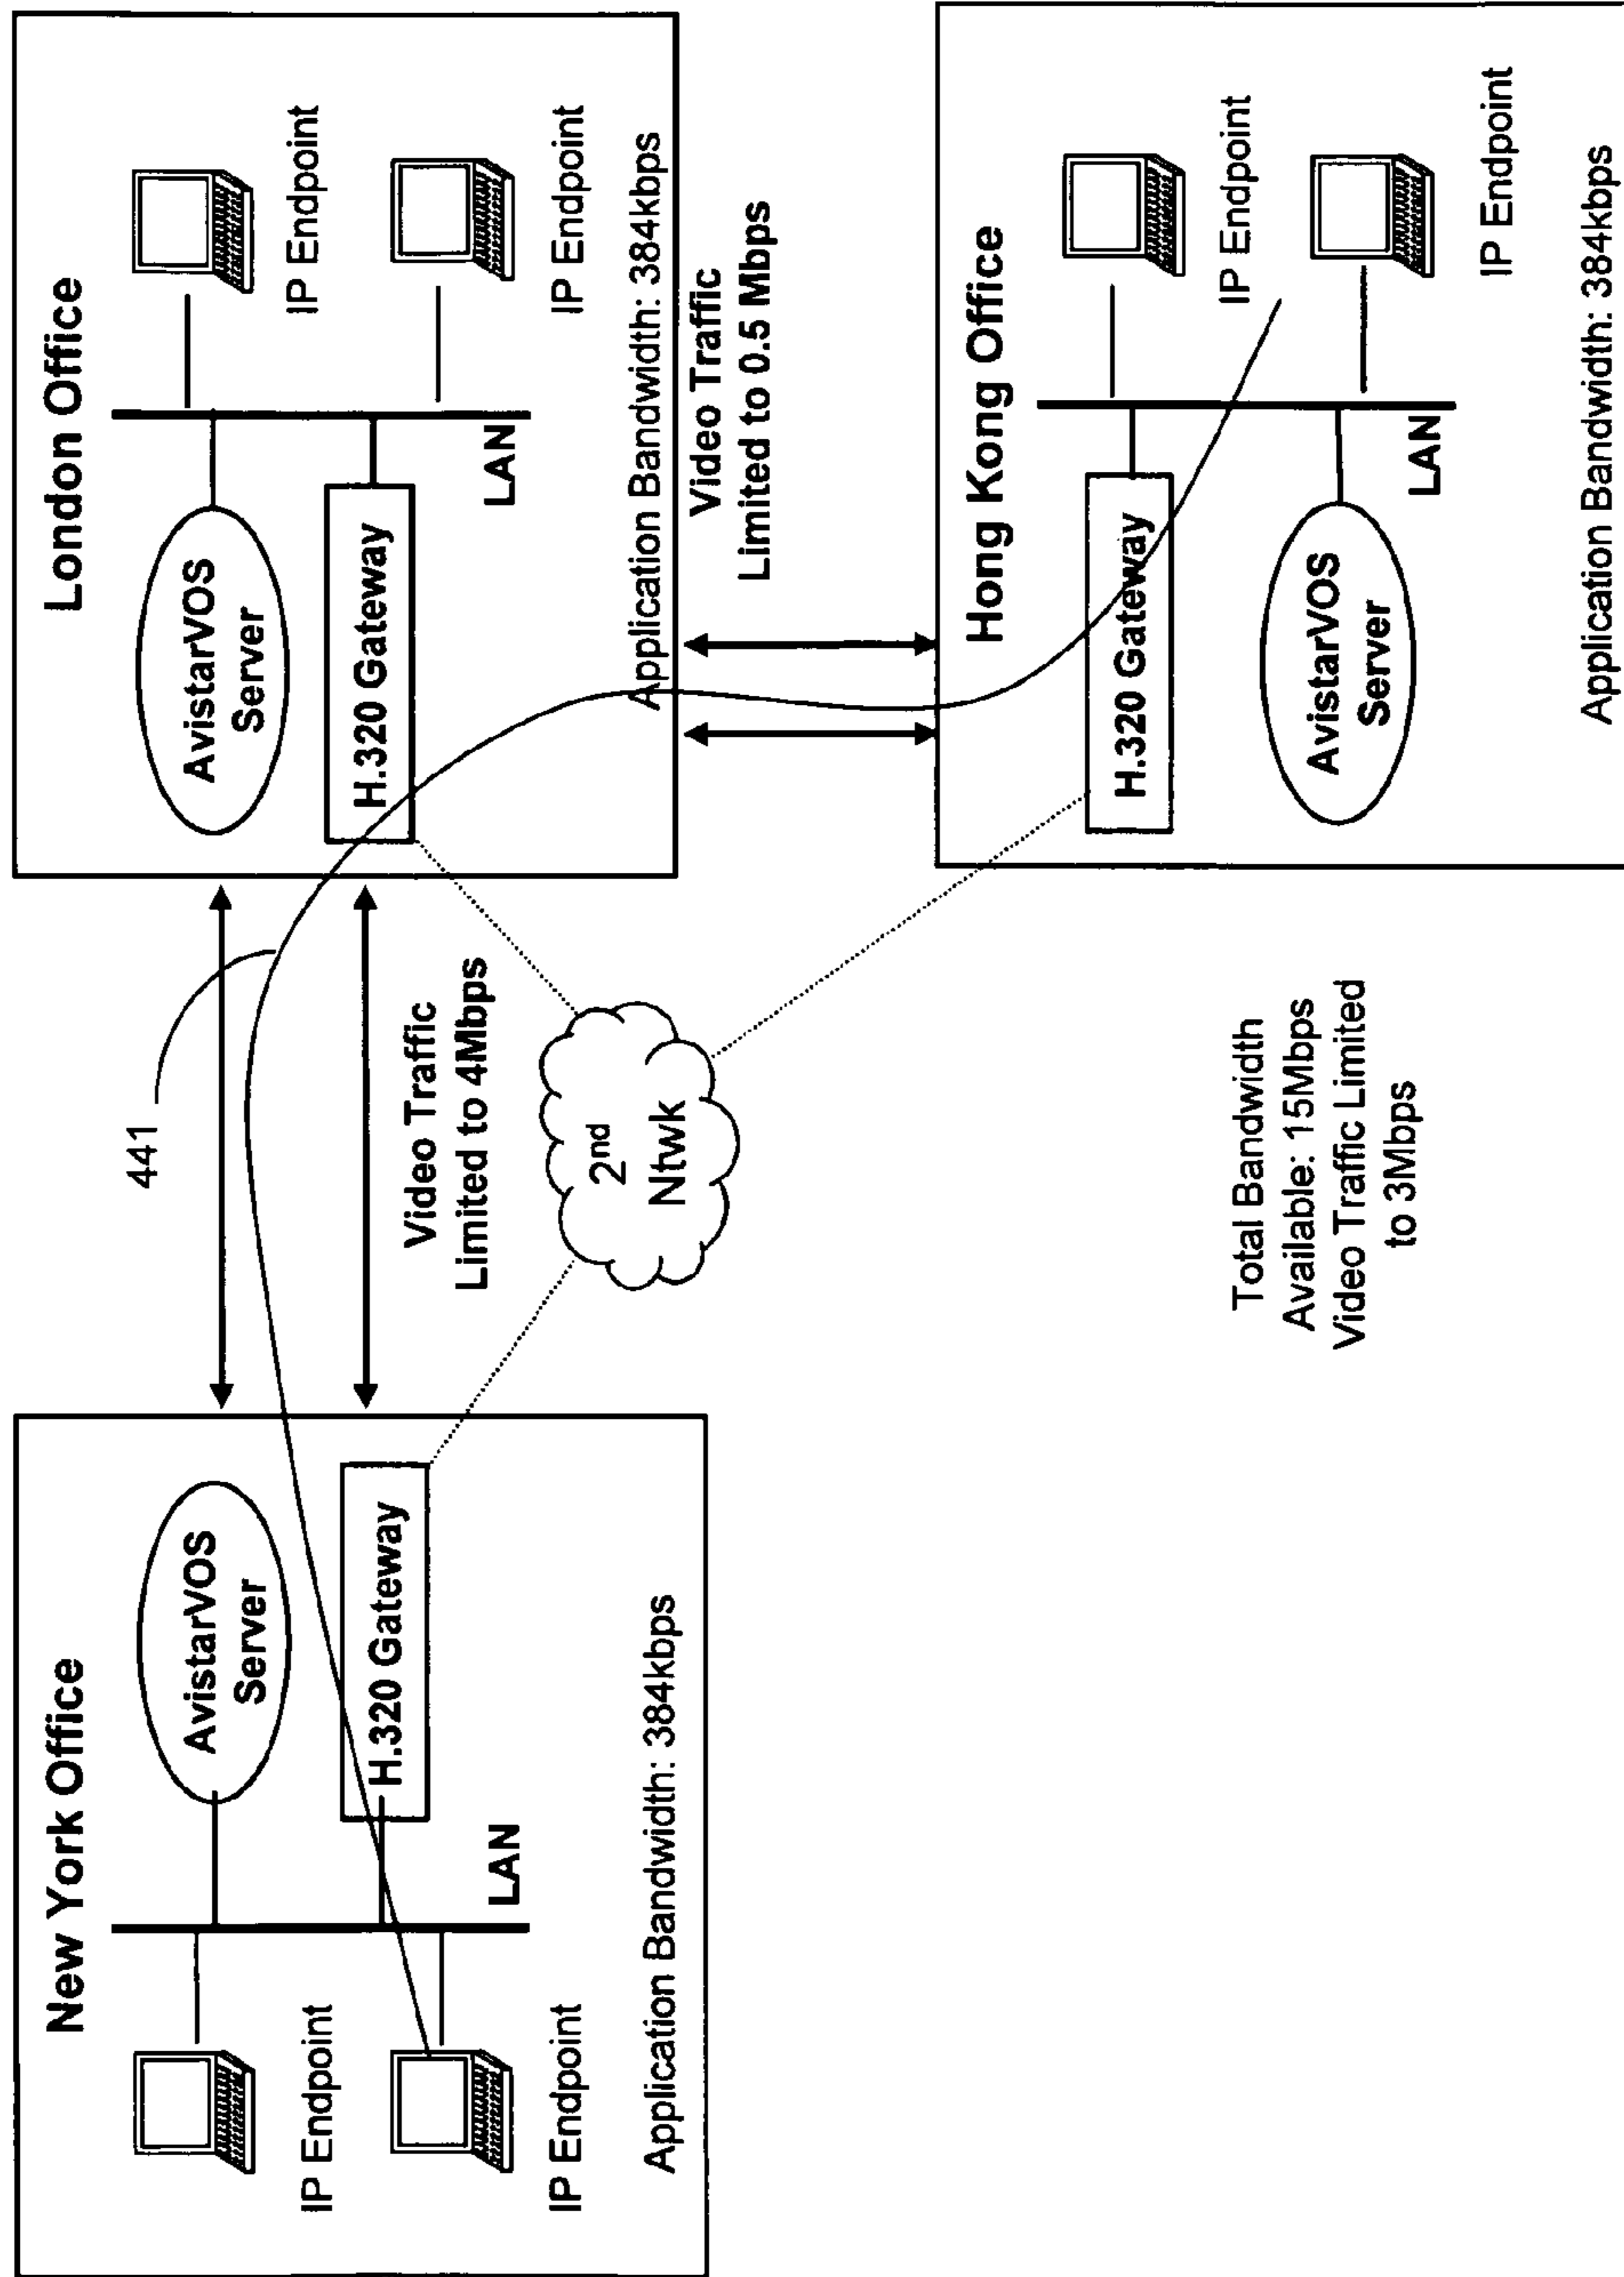 New York Office
AvistarVOS
Server
IP Endpoint
H.320 Gateway
LAN
IP Endpoint
Application Bandwidth: 384kbps
441
Video Traffic
Limited to 4Mbps
2nd
Ntwk
London Office
AvistarVOS
Server
IP Endpoint
H.320 Gateway
LAN
IP Endpoint
Application Bandwidth: 384kbps
Video Traffic
Limited to 0.5 Mbps
Total Bandwidth
Available: 15Mbps
Video Traffic Limited
to 3Mbps
Hong Kong Office
H.320 Gateway
IP Endpoint
AvistarVOS
Server
LAN
IP Endpoint
Application Bandwidth: 384kbps